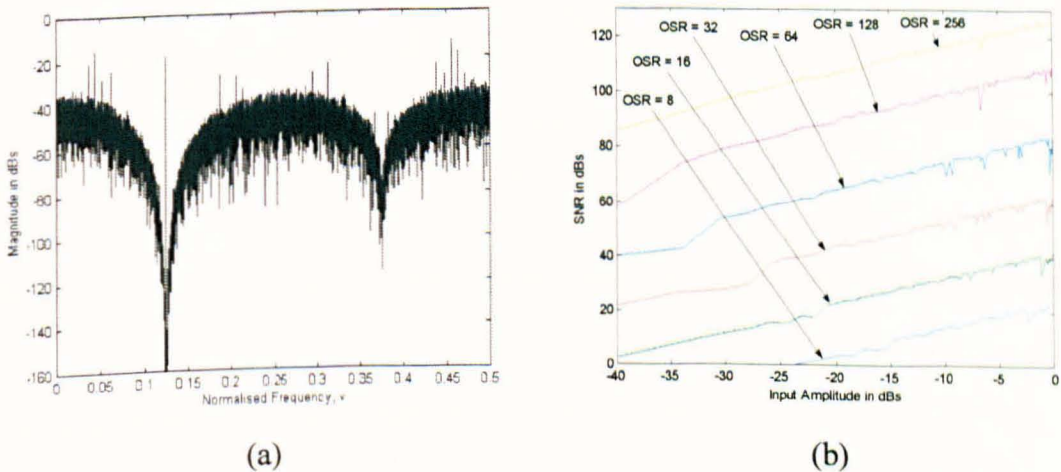 0
-20
-40
-60
-80
-100
-120
-140
-160
Magnitude in dBs
0 0.05 0.1 0.15 0.2 0.25 0.3 0.35 0.4 0.45 0.5
Normalised Frequency, v
(a)
120
100
80
60
40
20
0
SNR in dBs
OSR = 32
OSR = 128
OSR = 256
OSR = 64
OSR = 16
OSR = 8
-40 -35 -30 -25 -20 -15 -10 -5 0
Input Amplitude in dBs
(b)